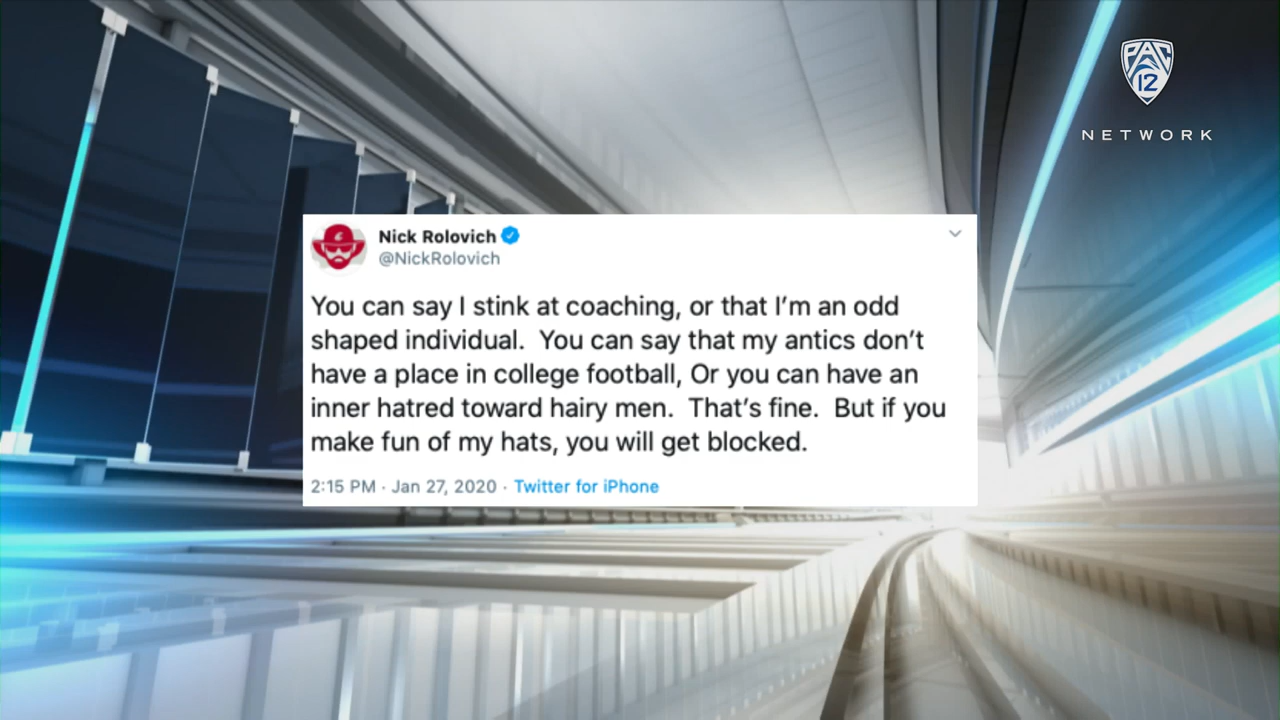 PAC
12
NETWORK
Nick Rolovich
@NickRolovich
You can say I stink at coaching, or that I’m an odd
shaped individual.  You can say that my antics don’t
have a place in college football, Or you can have an
inner hatred toward hairy men.  That’s fine.  But if you
make fun of my hats, you will get blocked.
2:15 PM · Jan 27, 2020 · Twitter for iPhone